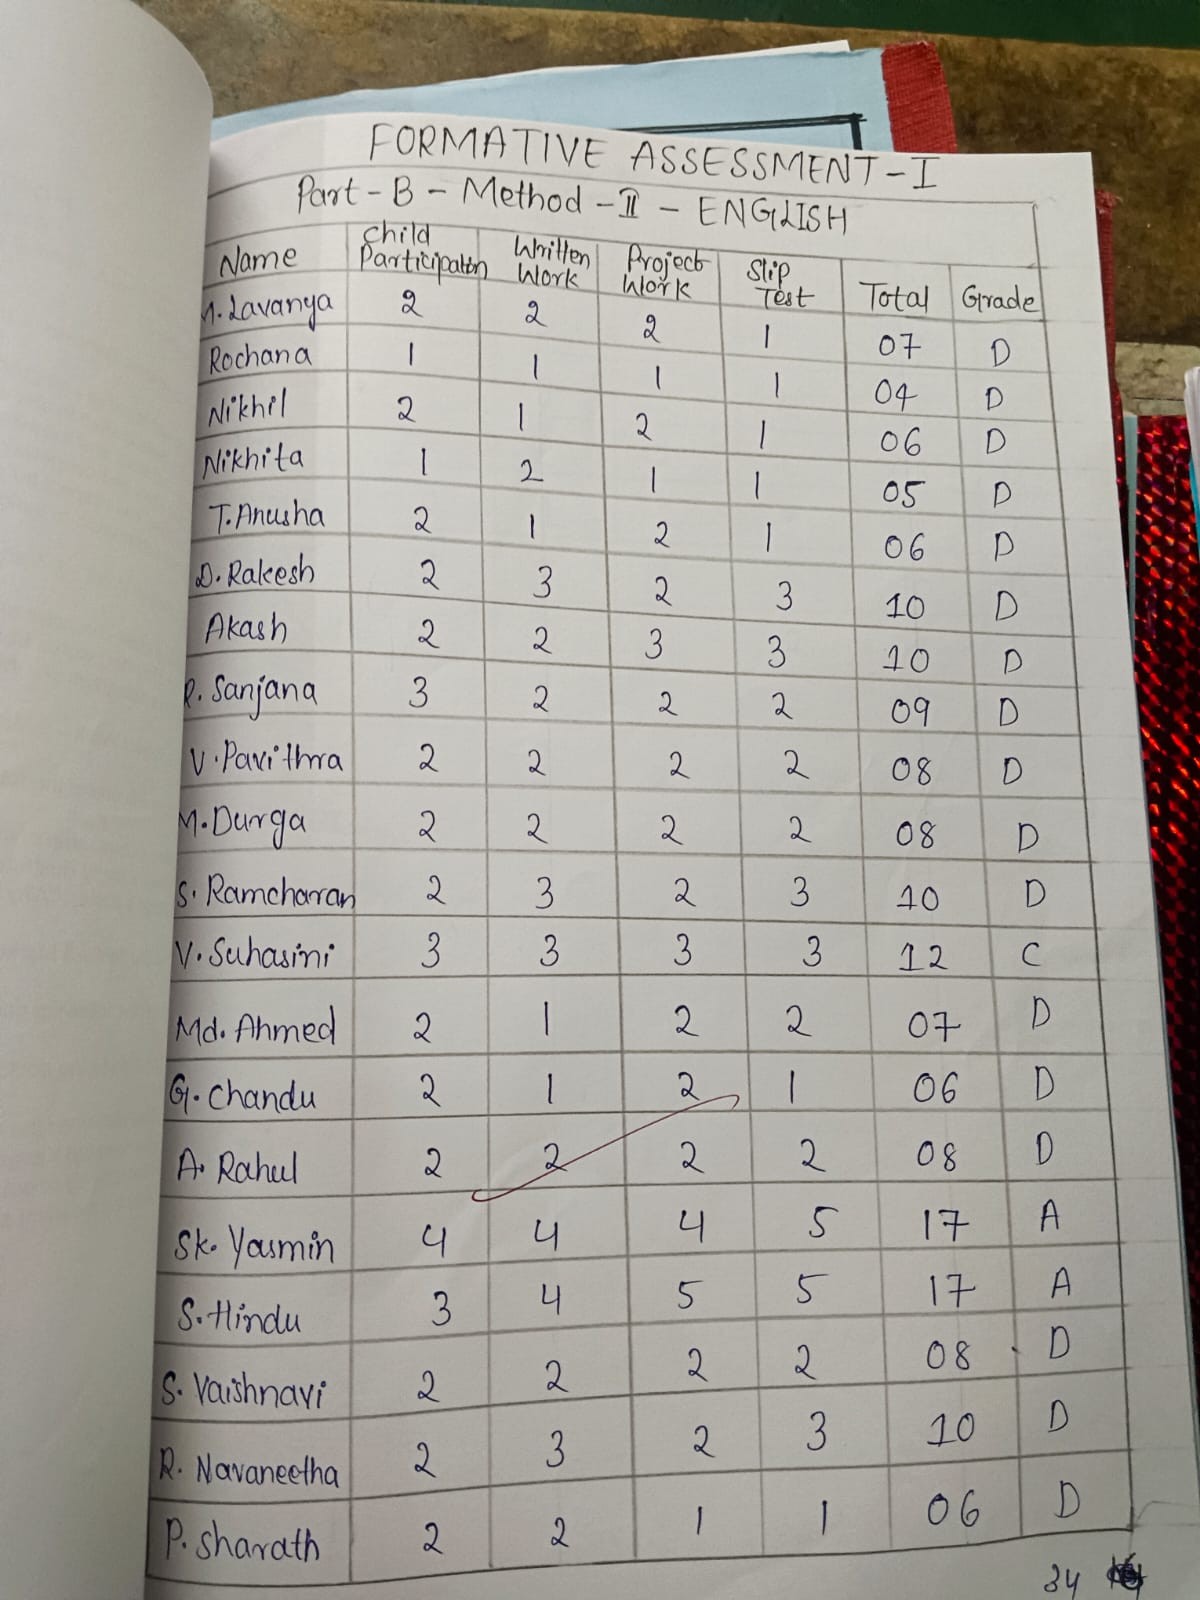 FORMATIVE ASSESSMENT-I
Part-B-Method-II-ENGLISH
Name Child Participation Written Work Project Work Slip Test Total Grade
M. Lavanya 2 2 2 1 07 D
Rochana 1 1 1 1 04 D
Nikhil 2 1 2 1 06 D
Nikhita 1 2 1 1 05 D
T. Anusha 2 1 2 1 06 D
D. Rakesh 2 3 2 3 10 D
Akash 2 2 3 3 10 D
R. Sanjana 3 2 2 2 09 D
V. Pavithra 2 2 2 2 08 D
M. Durga 2 2 2 2 08 D
S. Ramcharan 2 3 2 3 10 D
V. Suhasini 3 3 3 3 12 C
Md. Ahmed 2 1 2 2 07 D
G. Chandu 2 1 2 1 06 D
A. Rahul 2 2 2 2 08 D
Sk. Yasmin 4 4 4 5 17 A
S. Hindu 3 4 5 5 17 A
S. Vaishnavi 2 2 2 2 08 D
R. Navaneetha 2 3 2 3 10 D
P. Sharath 2 2 1 1 06 D
34